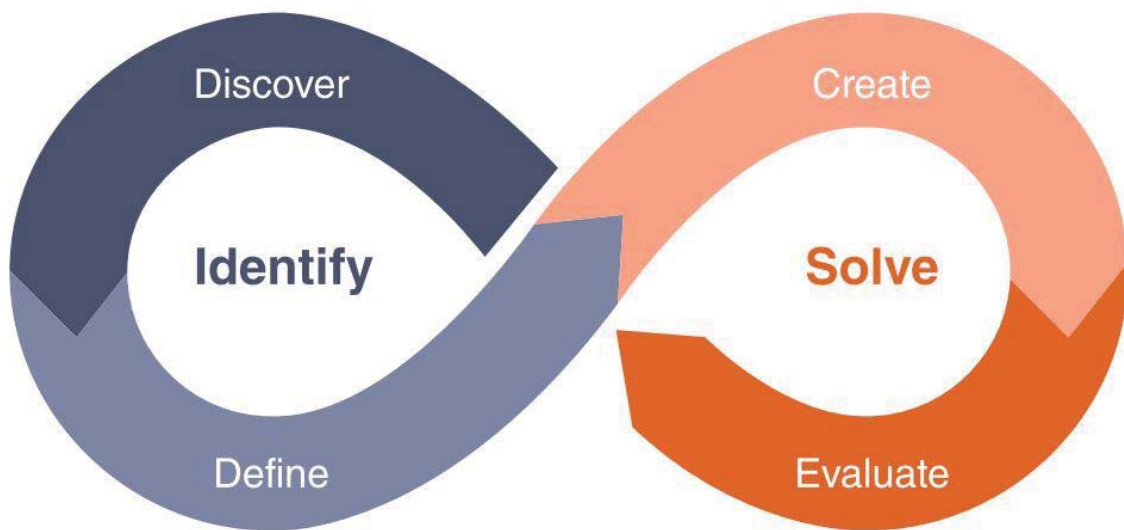 Discover
Create
Identify
Solve
Define
Evaluate